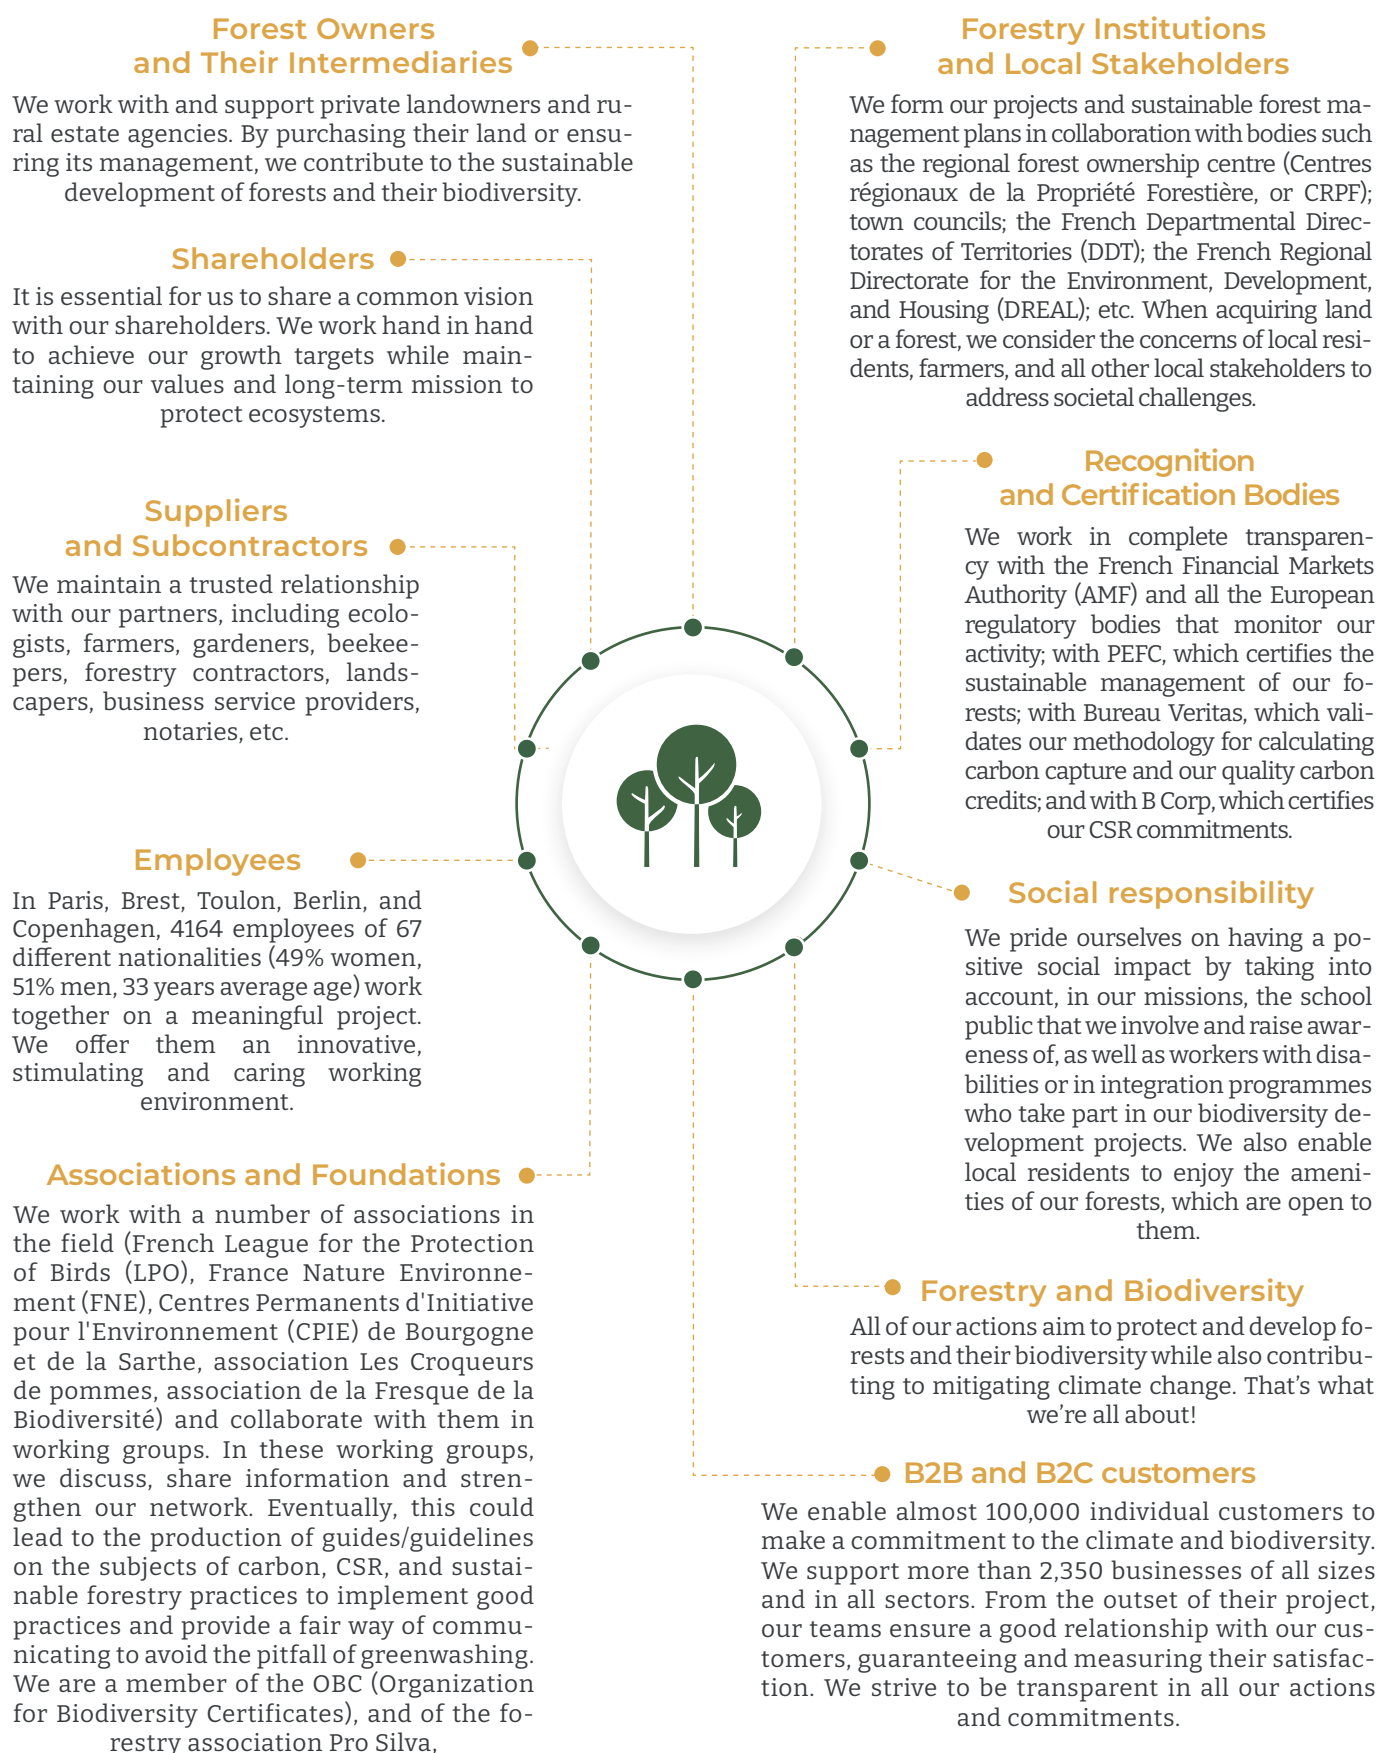 Forest Owners
and Their Intermediaries
We work with and support private landowners and ru-
ral estate agencies. By purchasing their land or ensu-
ring its management, we contribute to the sustainable
development of forests and their biodiversity.
Shareholders
It is essential for us to share a common vision
with our shareholders. We work hand in hand
to achieve our growth targets while main-
taining our values and long-term mission to
protect ecosystems.
Suppliers
and Subcontractors
We maintain a trusted relationship
with our partners, including ecolo-
gists, farmers, gardeners, beekee-
pers, forestry contractors, lands-
capers, business service providers,
notaries, etc.
Employees
In Paris, Brest, Toulon, Berlin, and
Copenhagen, 4164 employees of 67
different nationalities (49% women,
51% men, 33 years average age) work
together on a meaningful project.
We offer them an innovative,
stimulating and caring working
environment.
Associations and Foundations
We work with a number of associations in
the field (French League for the Protection
of Birds (LPO), France Nature Environne-
ment (FNE), Centres Permanents d'Initiative
pour l'Environnement (CPIE) de Bourgogne
et de la Sarthe, association Les Croqueurs
de pommes, association de la Fresque de la
Biodiversité) and collaborate with them in
working groups. In these working groups,
we discuss, share information and stren-
gthen our network. Eventually, this could
lead to the production of guides/guidelines
on the subjects of carbon, CSR, and sustai-
nable forestry practices to implement good
practices and provide a fair way of commu-
nicating to avoid the pitfall of greenwashing.
We are a member of the OBC (Organization
for Biodiversity Certificates), and of the fo-
restry association Pro Silva,
Forestry Institutions
and Local Stakeholders
We form our projects and sustainable forest ma-
nagement plans in collaboration with bodies such
as the regional forest ownership centre (Centres
régionaux de la Propriété Forestière, or CRPF);
town councils; the French Departmental Direc-
torates of Territories (DDT); the French Regional
Directorate for the Environment, Development,
and Housing (DREAL); etc. When acquiring land
or a forest, we consider the concerns of local resi-
dents, farmers, and all other local stakeholders to
address societal challenges.
Recognition
and Certification Bodies
We work in complete transparen-
cy with the French Financial Markets
Authority (AMF) and all the European
regulatory bodies that monitor our
activity; with PEFC, which certifies the
sustainable management of our fo-
rests; with Bureau Veritas, which vali-
dates our methodology for calculating
carbon capture and our quality carbon
credits; and with B Corp, which certifies
our CSR commitments.
Social responsibility
We pride ourselves on having a po-
sitive social impact by taking into
account, in our missions, the school
public that we involve and raise awar-
eness of, as well as workers with disa-
bilities or in integration programmes
who take part in our biodiversity de-
velopment projects. We also enable
local residents to enjoy the ameni-
ties of our forests, which are open to
them.
Forestry and Biodiversity
All of our actions aim to protect and develop fo-
rests and their biodiversity while also contribu-
ting to mitigating climate change. That’s what
we’re all about!
B2B and B2C customers
We enable almost 100,000 individual customers to
make a commitment to the climate and biodiversity.
We support more than 2,350 businesses of all sizes
and in all sectors. From the outset of their project,
our teams ensure a good relationship with our cus-
tomers, guaranteeing and measuring their satisfac-
tion. We strive to be transparent in all our actions
and commitments.